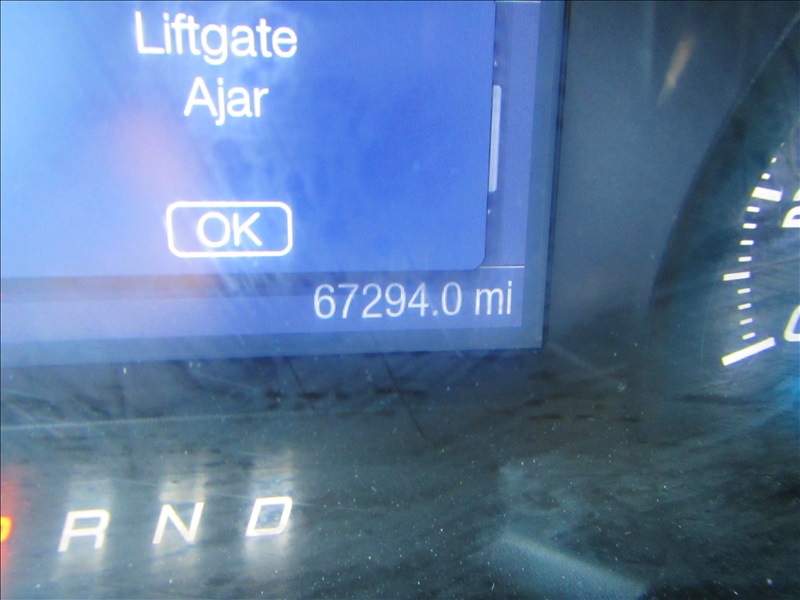 Liftgate
Ajar
OK
67294.0 mi
R N D